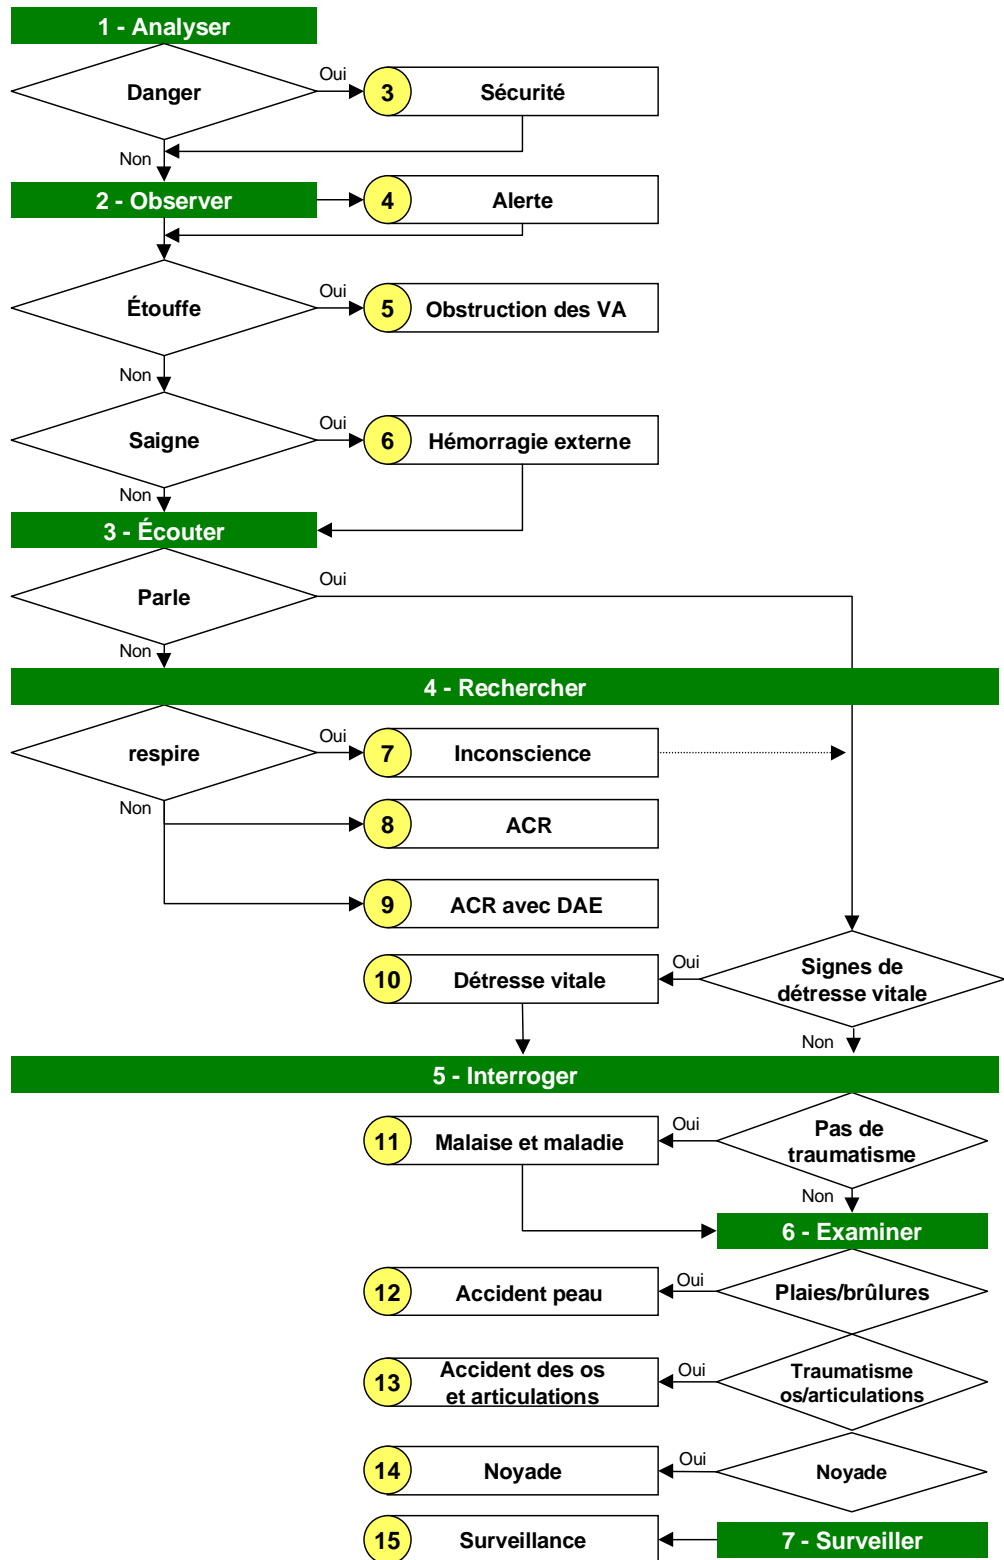 1 - Analyser
Danger
Oui
3
Sécurité
Non
2 - Observer
4
Alerte
Étouffe
Oui
5
Obstruction des VA
Non
Saigne
Oui
6
Hémorragie externe
Non
3 - Écouter
Parle
Oui
Non
4 - Rechercher
respire
Oui
7
Inconscience
Non
8
ACR
9
ACR avec DAE
10
Détresse vitale
Oui
Signes de
détresse vitale
Non
5 - Interroger
11
Malaise et maladie
Oui
Pas de
traumatisme
Non
6 - Examiner
12
Accident peau
Oui
Plaies/brûlures
13
Accident des os
et articulations
Oui
Traumatisme
os/articulations
14
Noyade
Oui
Noyade
15
Surveillance
7 - Surveiller